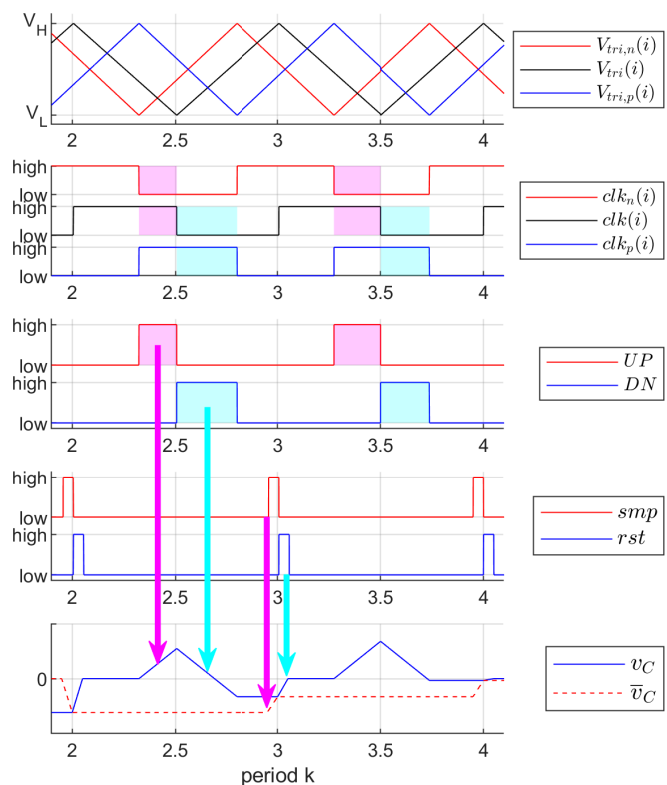 V_H
V_L
2 2.5 3 3.5 4
V_{tri,n}(i)
V_{tri}(i)
V_{tri,p}(i)
high
low
high
low
high
low
2 2.5 3 3.5 4
clk_n(i)
clk(i)
clk_p(i)
high
low
high
low
2 2.5 3 3.5 4
UP
DN
high
low
high
low
2 2.5 3 3.5 4
smp
rst
0
2 2.5 3 3.5 4
period k
v_C
v̅_C